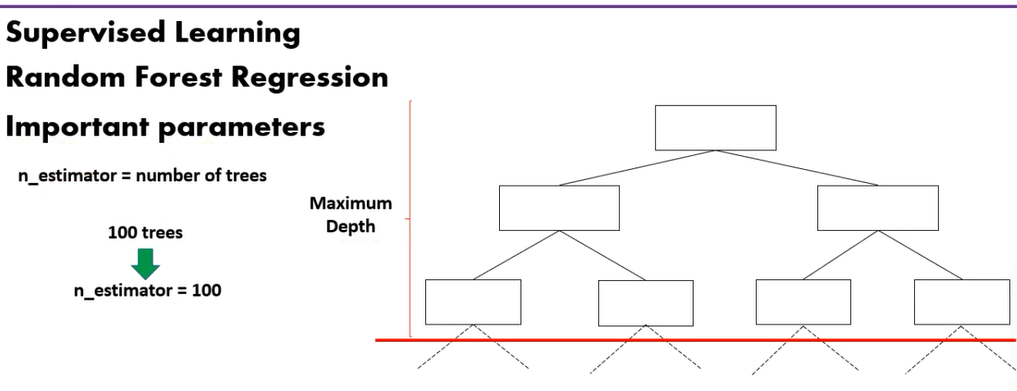 Supervised Learning
Random Forest Regression
Important parameters
n_estimator = number of trees
100 trees
n_estimator = 100
Maximum
Depth